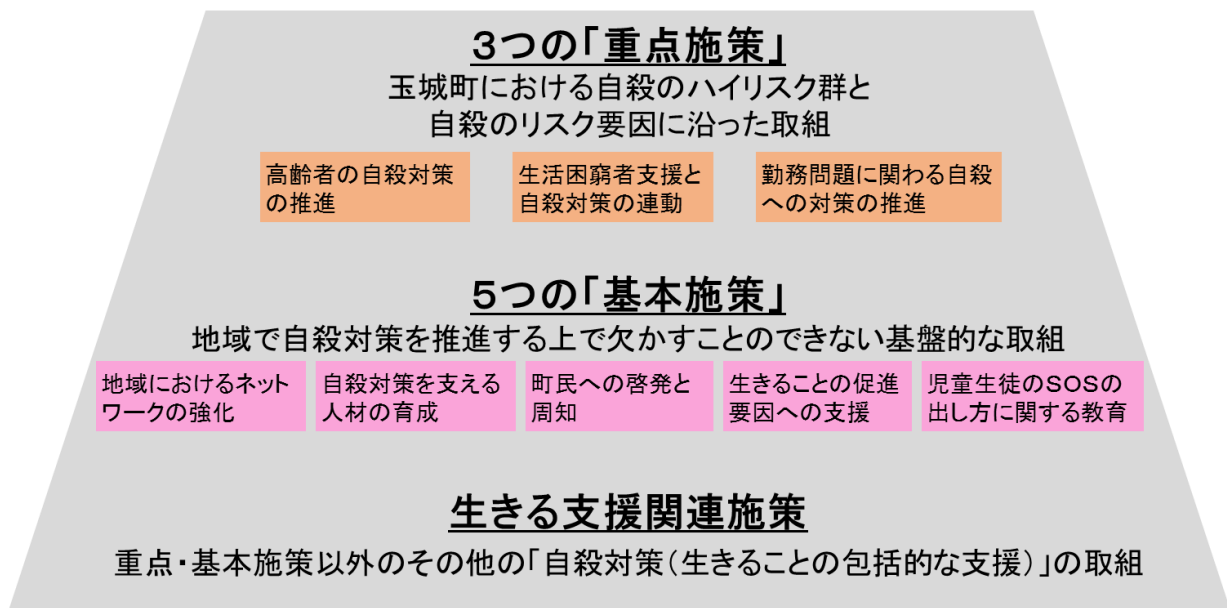 3つの「重点施策」
玉城町における自殺のハイリスク群と
自殺のリスク要因に沿った取組
高齢者の自殺対策
の推進
生活困窮者支援と
自殺対策の連動
勤務問題に関わる自殺
への対策の推進
5つの「基本施策」
地域で自殺対策を推進する上で欠かすことのできない基盤的な取組
地域におけるネット
ワークの強化
自殺対策を支える
人材の育成
町民への啓発と
周知
生きることの促進
要因への支援
児童生徒のSOSの
出し方に関する教育
生きる支援関連施策
重点・基本施策以外のその他の「自殺対策(生きることの包括的な支援)」の取組